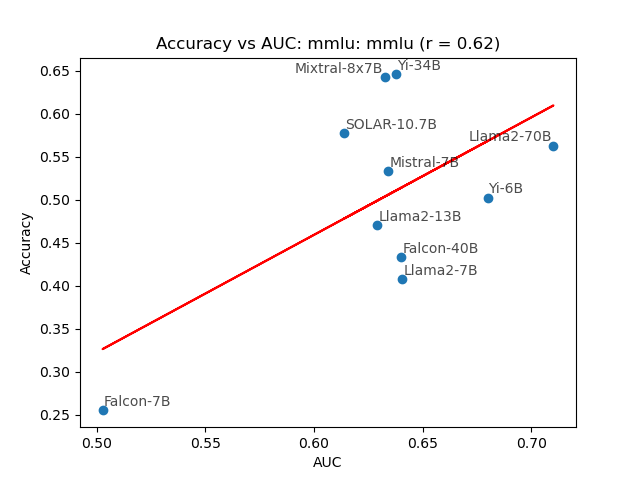 Accuracy vs AUC: mmlu: mmlu (r = 0.62)
Accuracy
0.65
0.60
0.55
0.50
0.45
0.40
0.35
0.30
0.25
Mixtral-8x7B
Yi-34B
SOLAR-10.7B
Llama2-70B
Mistral-7B
Yi-6B
Llama2-13B
Falcon-40B
Llama2-7B
Falcon-7B
0.50
0.55
0.60
0.65
0.70
AUC